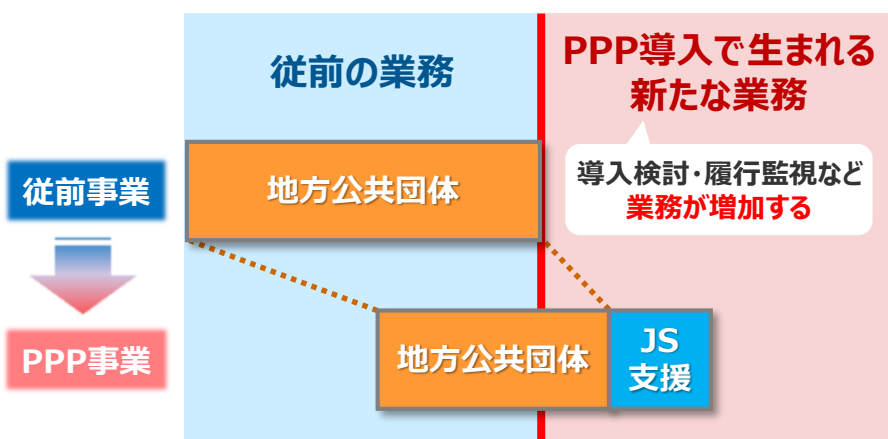 従前の業務
PPP導入で生まれる
新たな業務
導入検討・履行監視など
業務が増加する
従前事業
地方公共団体
PPP事業
地方公共団体
JS
支援